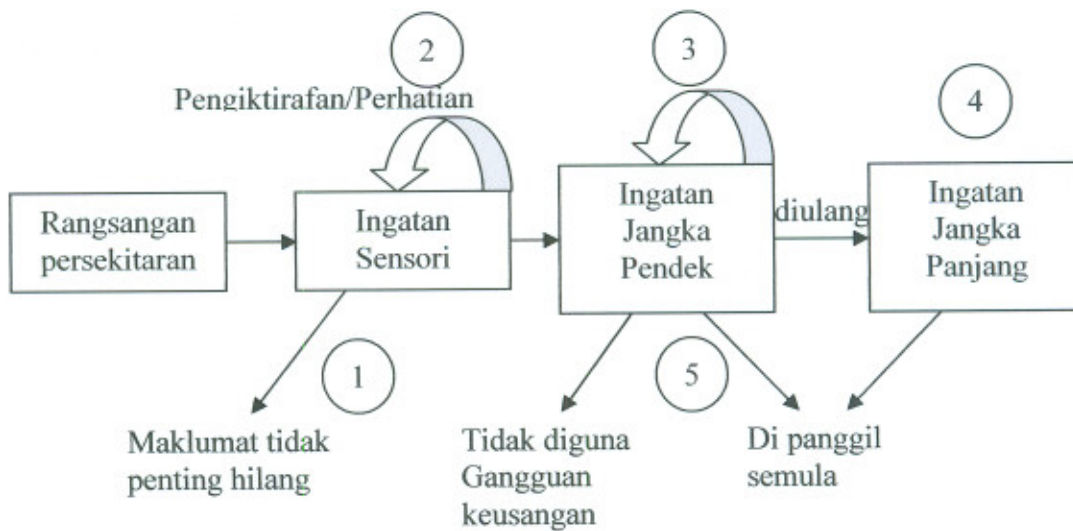 2
3
4
Pengiktirafan/Perhatian
Rangsangan
persekitaran
Ingatan
Sensori
Ingatan
Jangka
Pendek
diulang
Ingatan
Jangka
Panjang
1
5
Maklumat tidak
penting hilang
Tidak diguna
Gangguan
keusangan
Di panggil
semula